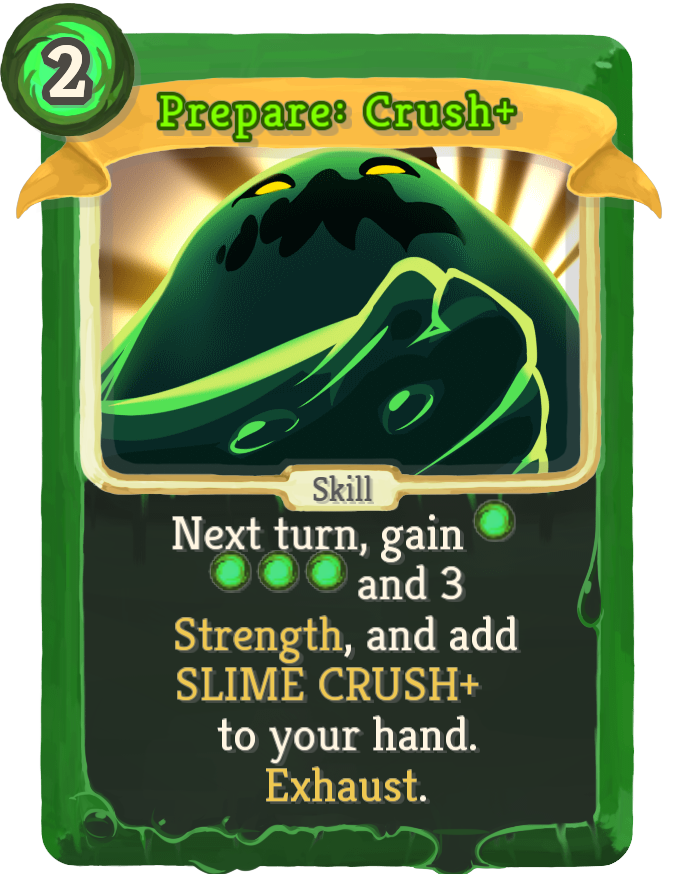 2
Prepare: Crush+
Skill
Next turn, gain
and 3
Strength, and add
SLIME CRUSH+
to your hand.
Exhaust.